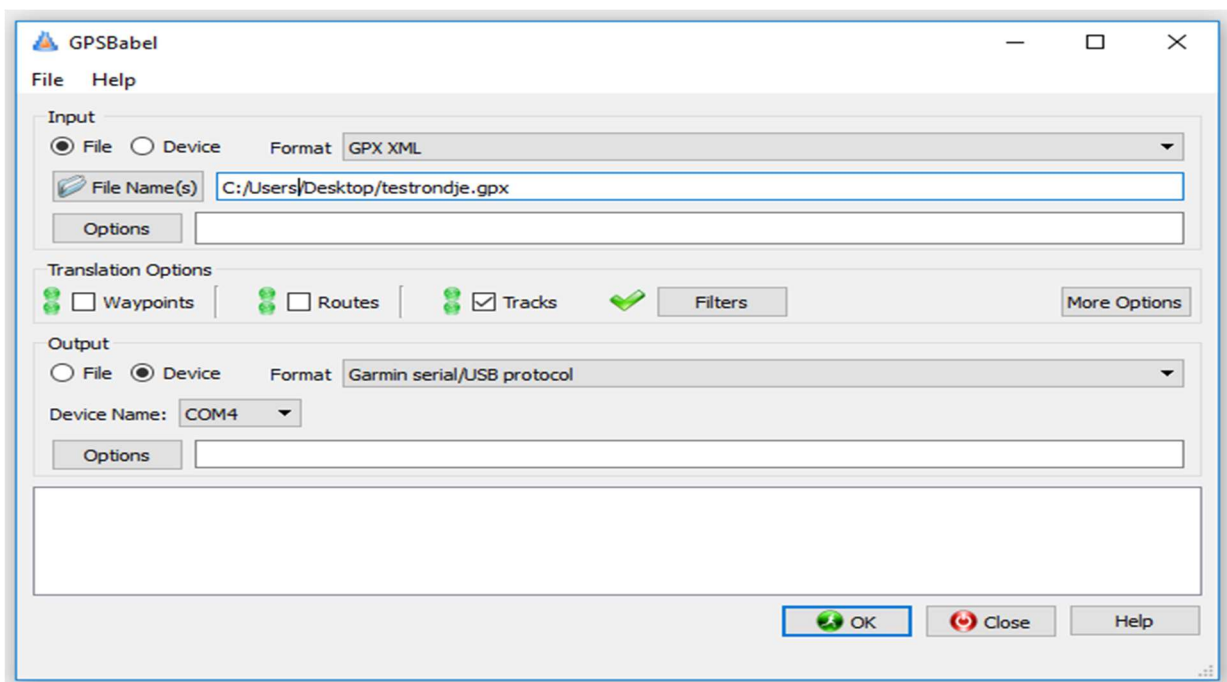 GPSBabel
File Help
Input
File Device Format GPX XML
File Name(s) C:/Users/Desktop/testrondje.gpx
Options
Translation Options
Waypoints Routes Tracks Filters More Options
Output
File Device Format Garmin serial/USB protocol
Device Name: COM4
Options
OK Close Help